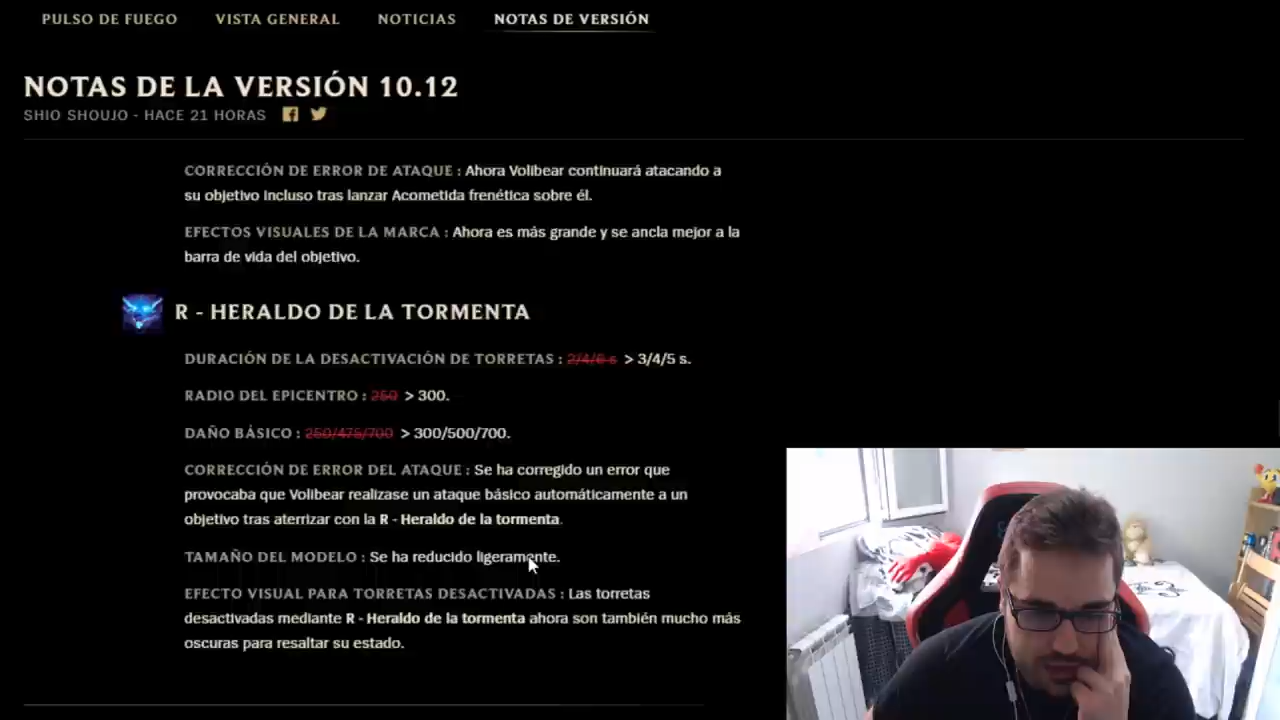 PULSO DE FUEGO VISTA GENERAL NOTICIAS NOTAS DE VERSIÓN
NOTAS DE LA VERSIÓN 10.12
SHIO SHOUJO - HACE 21 HORAS
CORRECCIÓN DE ERROR DE ATAQUE : Ahora Volibear continuará atacando a
su objetivo incluso tras lanzar Acometida frenética sobre él.
EFECTOS VISUALES DE LA MARCA : Ahora es más grande y se ancla mejor a la
barra de vida del objetivo.
R - HERALDO DE LA TORMENTA
DURACIÓN DE LA DESACTIVACIÓN DE TORRETAS : 2/4/6 s > 3/4/5 s.
RADIO DEL EPICENTRO : 250 > 300.
DAÑO BÁSICO : 250/475/700 > 300/500/700.
CORRECCIÓN DE ERROR DEL ATAQUE : Se ha corregido un error que
provocaba que Volibear realizase un ataque básico automáticamente a un
objetivo tras aterrizar con la R - Heraldo de la tormenta.
TAMAÑO DEL MODELO : Se ha reducido ligeramente.
EFECTO VISUAL PARA TORRETAS DESACTIVADAS : Las torretas
desactivadas mediante R - Heraldo de la tormenta ahora son también mucho más
oscuras para resaltar su estado.